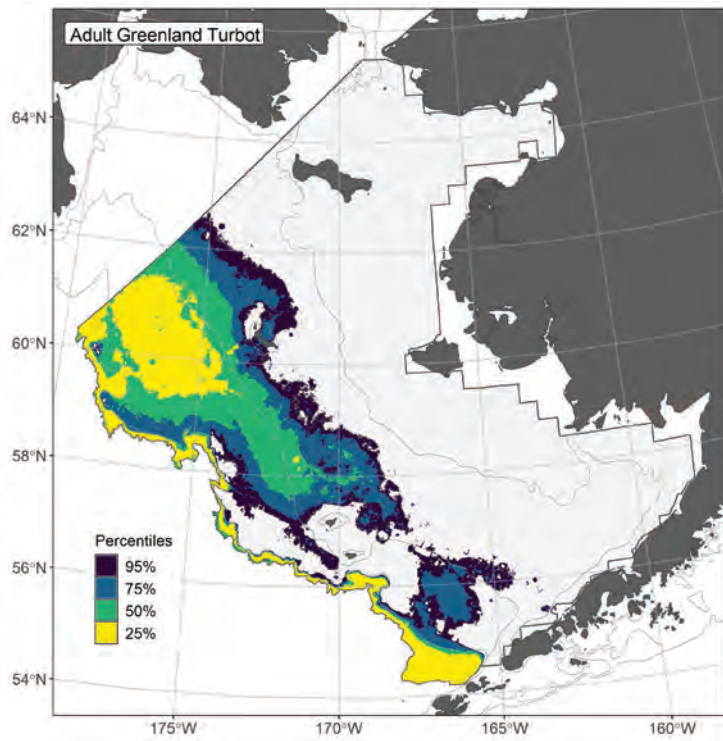 Adult Greenland Turbot
64°N
62°N
60°N
58°N
56°N
54°N
Percentiles
95%
75%
50%
25%
175°W
170°W
165°W
160°W